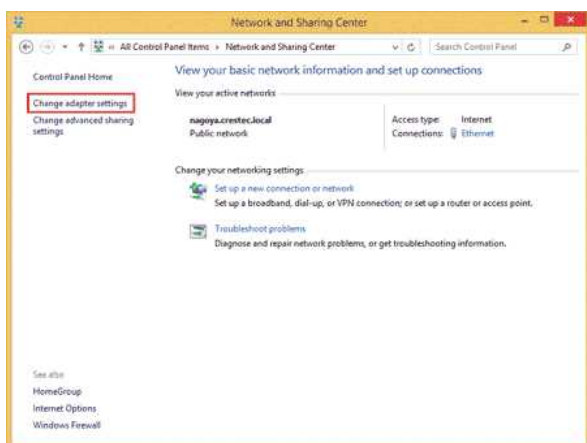 Network and Sharing Center
« All Control Panel Items › Network and Sharing Center
Search Control Panel
Control Panel Home
Change adapter settings
Change advanced sharing
settings
View your basic network information and set up connections
View your active networks
nagoya.crestec.local
Public network
Access type: Internet
Connections: Ethernet
Change your networking settings
Set up a new connection or network
Set up a broadband, dial-up, or VPN connection; or set up a router or access point.
Troubleshoot problems
Diagnose and repair network problems, or get troubleshooting information.
See also
HomeGroup
Internet Options
Windows Firewall